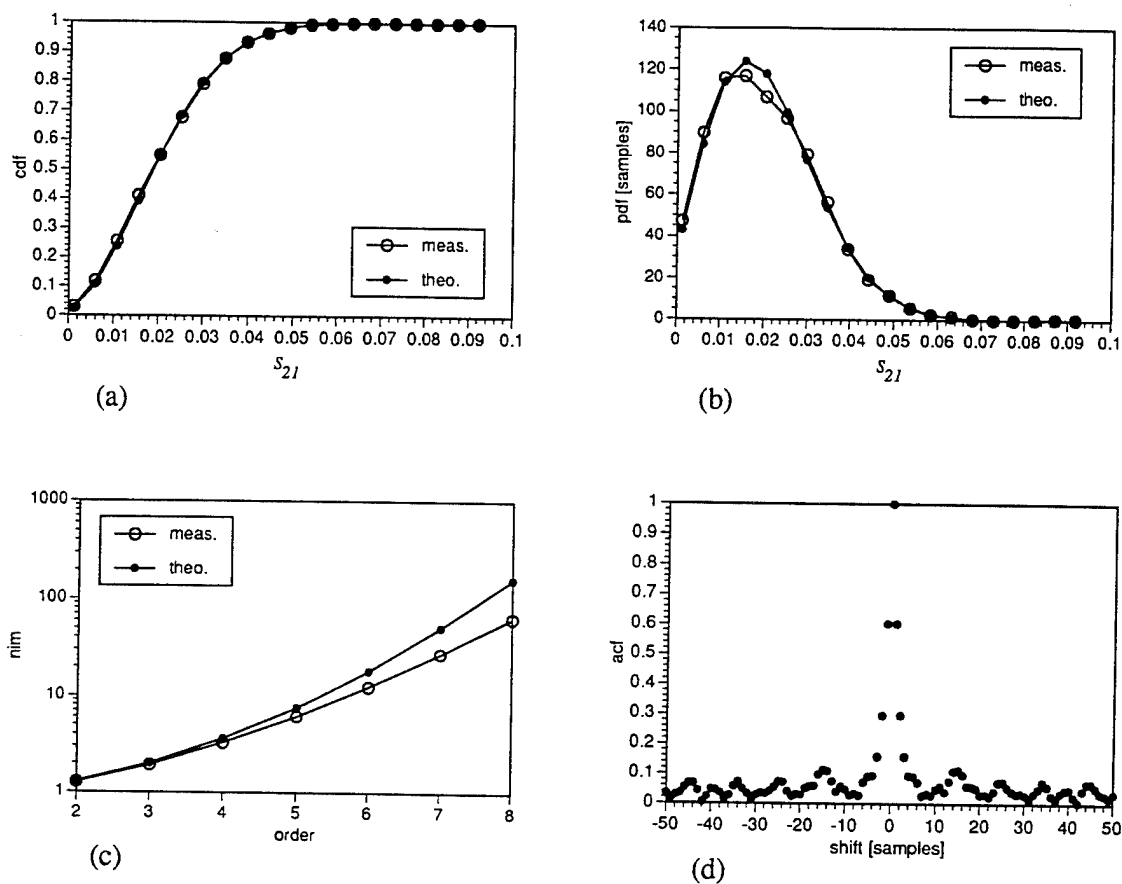 1
0.9
0.8
0.7
0.6
0.5
0.4
0.3
0.2
0.1
0
cdf
meas.
theo.
0 0.01 0.02 0.03 0.04 0.05 0.06 0.07 0.08 0.09 0.1
S21
(a)
140
120
100
80
60
40
20
0
pdf [samples]
meas.
theo.
0 0.01 0.02 0.03 0.04 0.05 0.06 0.07 0.08 0.09 0.1
S21
(b)
1000
100
10
1
nim
meas.
theo.
2 3 4 5 6 7 8
order
(c)
1
0.9
0.8
0.7
0.6
0.5
0.4
0.3
0.2
0.1
0
acf
-50 -40 -30 -20 -10 0 10 20 30 40 50
shift [samples]
(d)